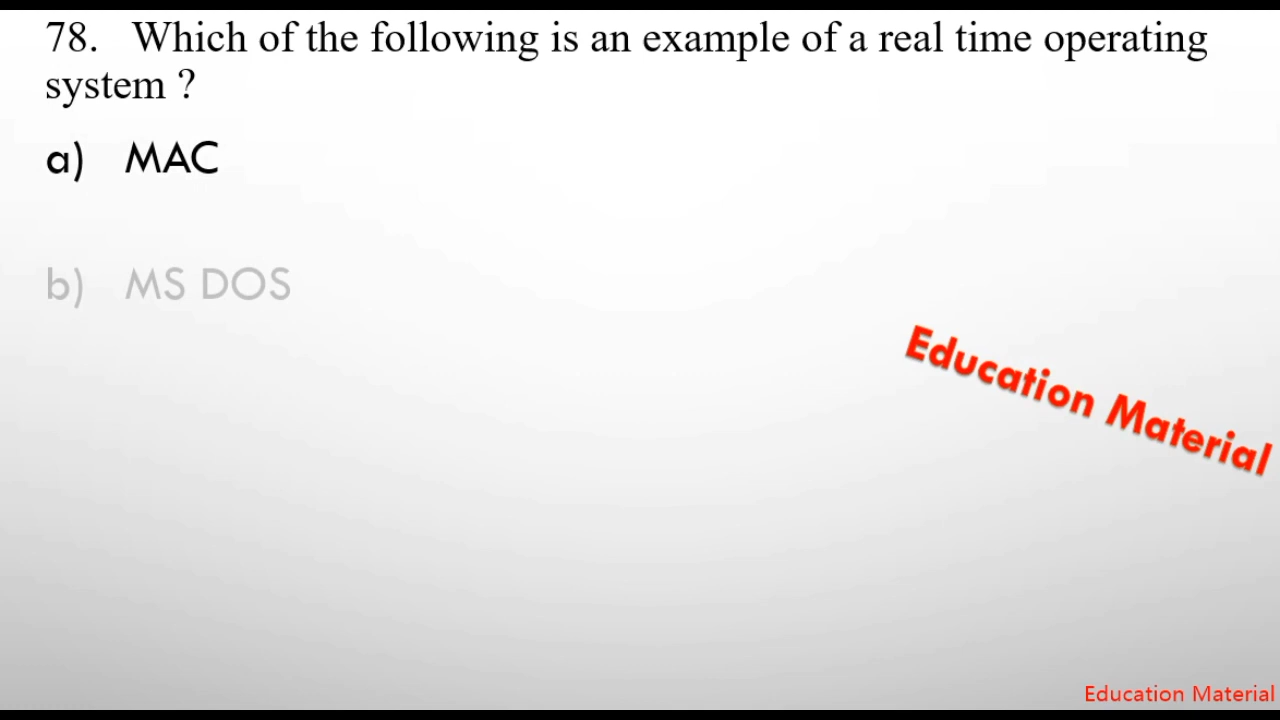 78. Which of the following is an example of a real time operating
system ?
a) MAC
b) MS DOS
Education Material
Education Material